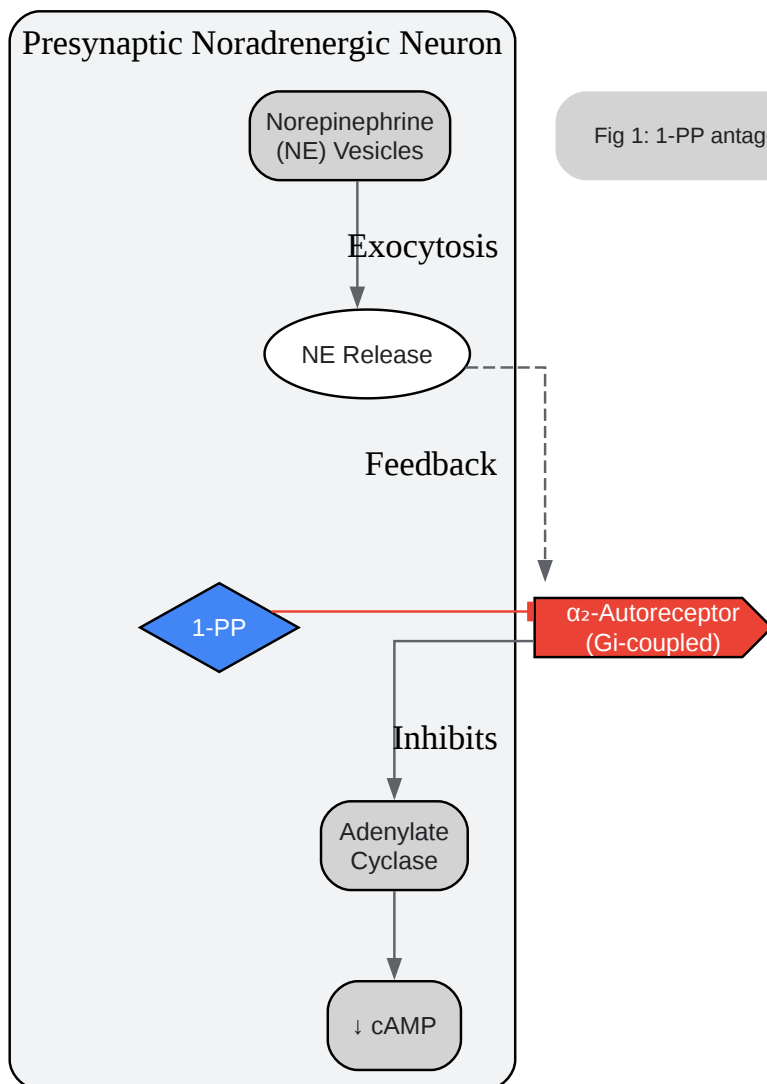 Presynaptic Noradrenergic Neuron
Norepinephrine
(NE) Vesicles
Fig 1: 1-PP antag
Exocytosis
NE Release
Feedback
1-PP
α₂-Autoreceptor
(Gi-coupled)
Inhibits
Adenylate
Cyclase
↓ cAMP